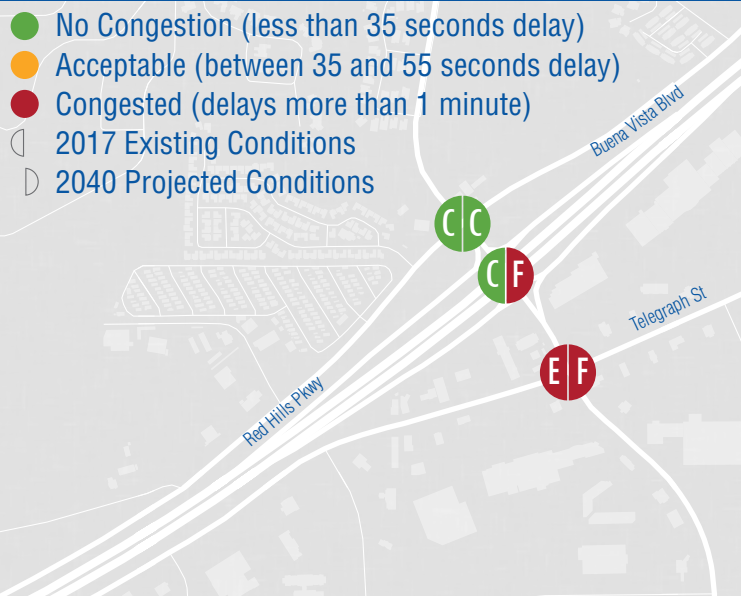 No Congestion (less than 35 seconds delay)
Acceptable (between 35 and 55 seconds delay)
Congested (delays more than 1 minute)
2017 Existing Conditions
2040 Projected Conditions
Buena Vista Blvd
C C
C F
Telegraph St
E F
Red Hills Pkwy